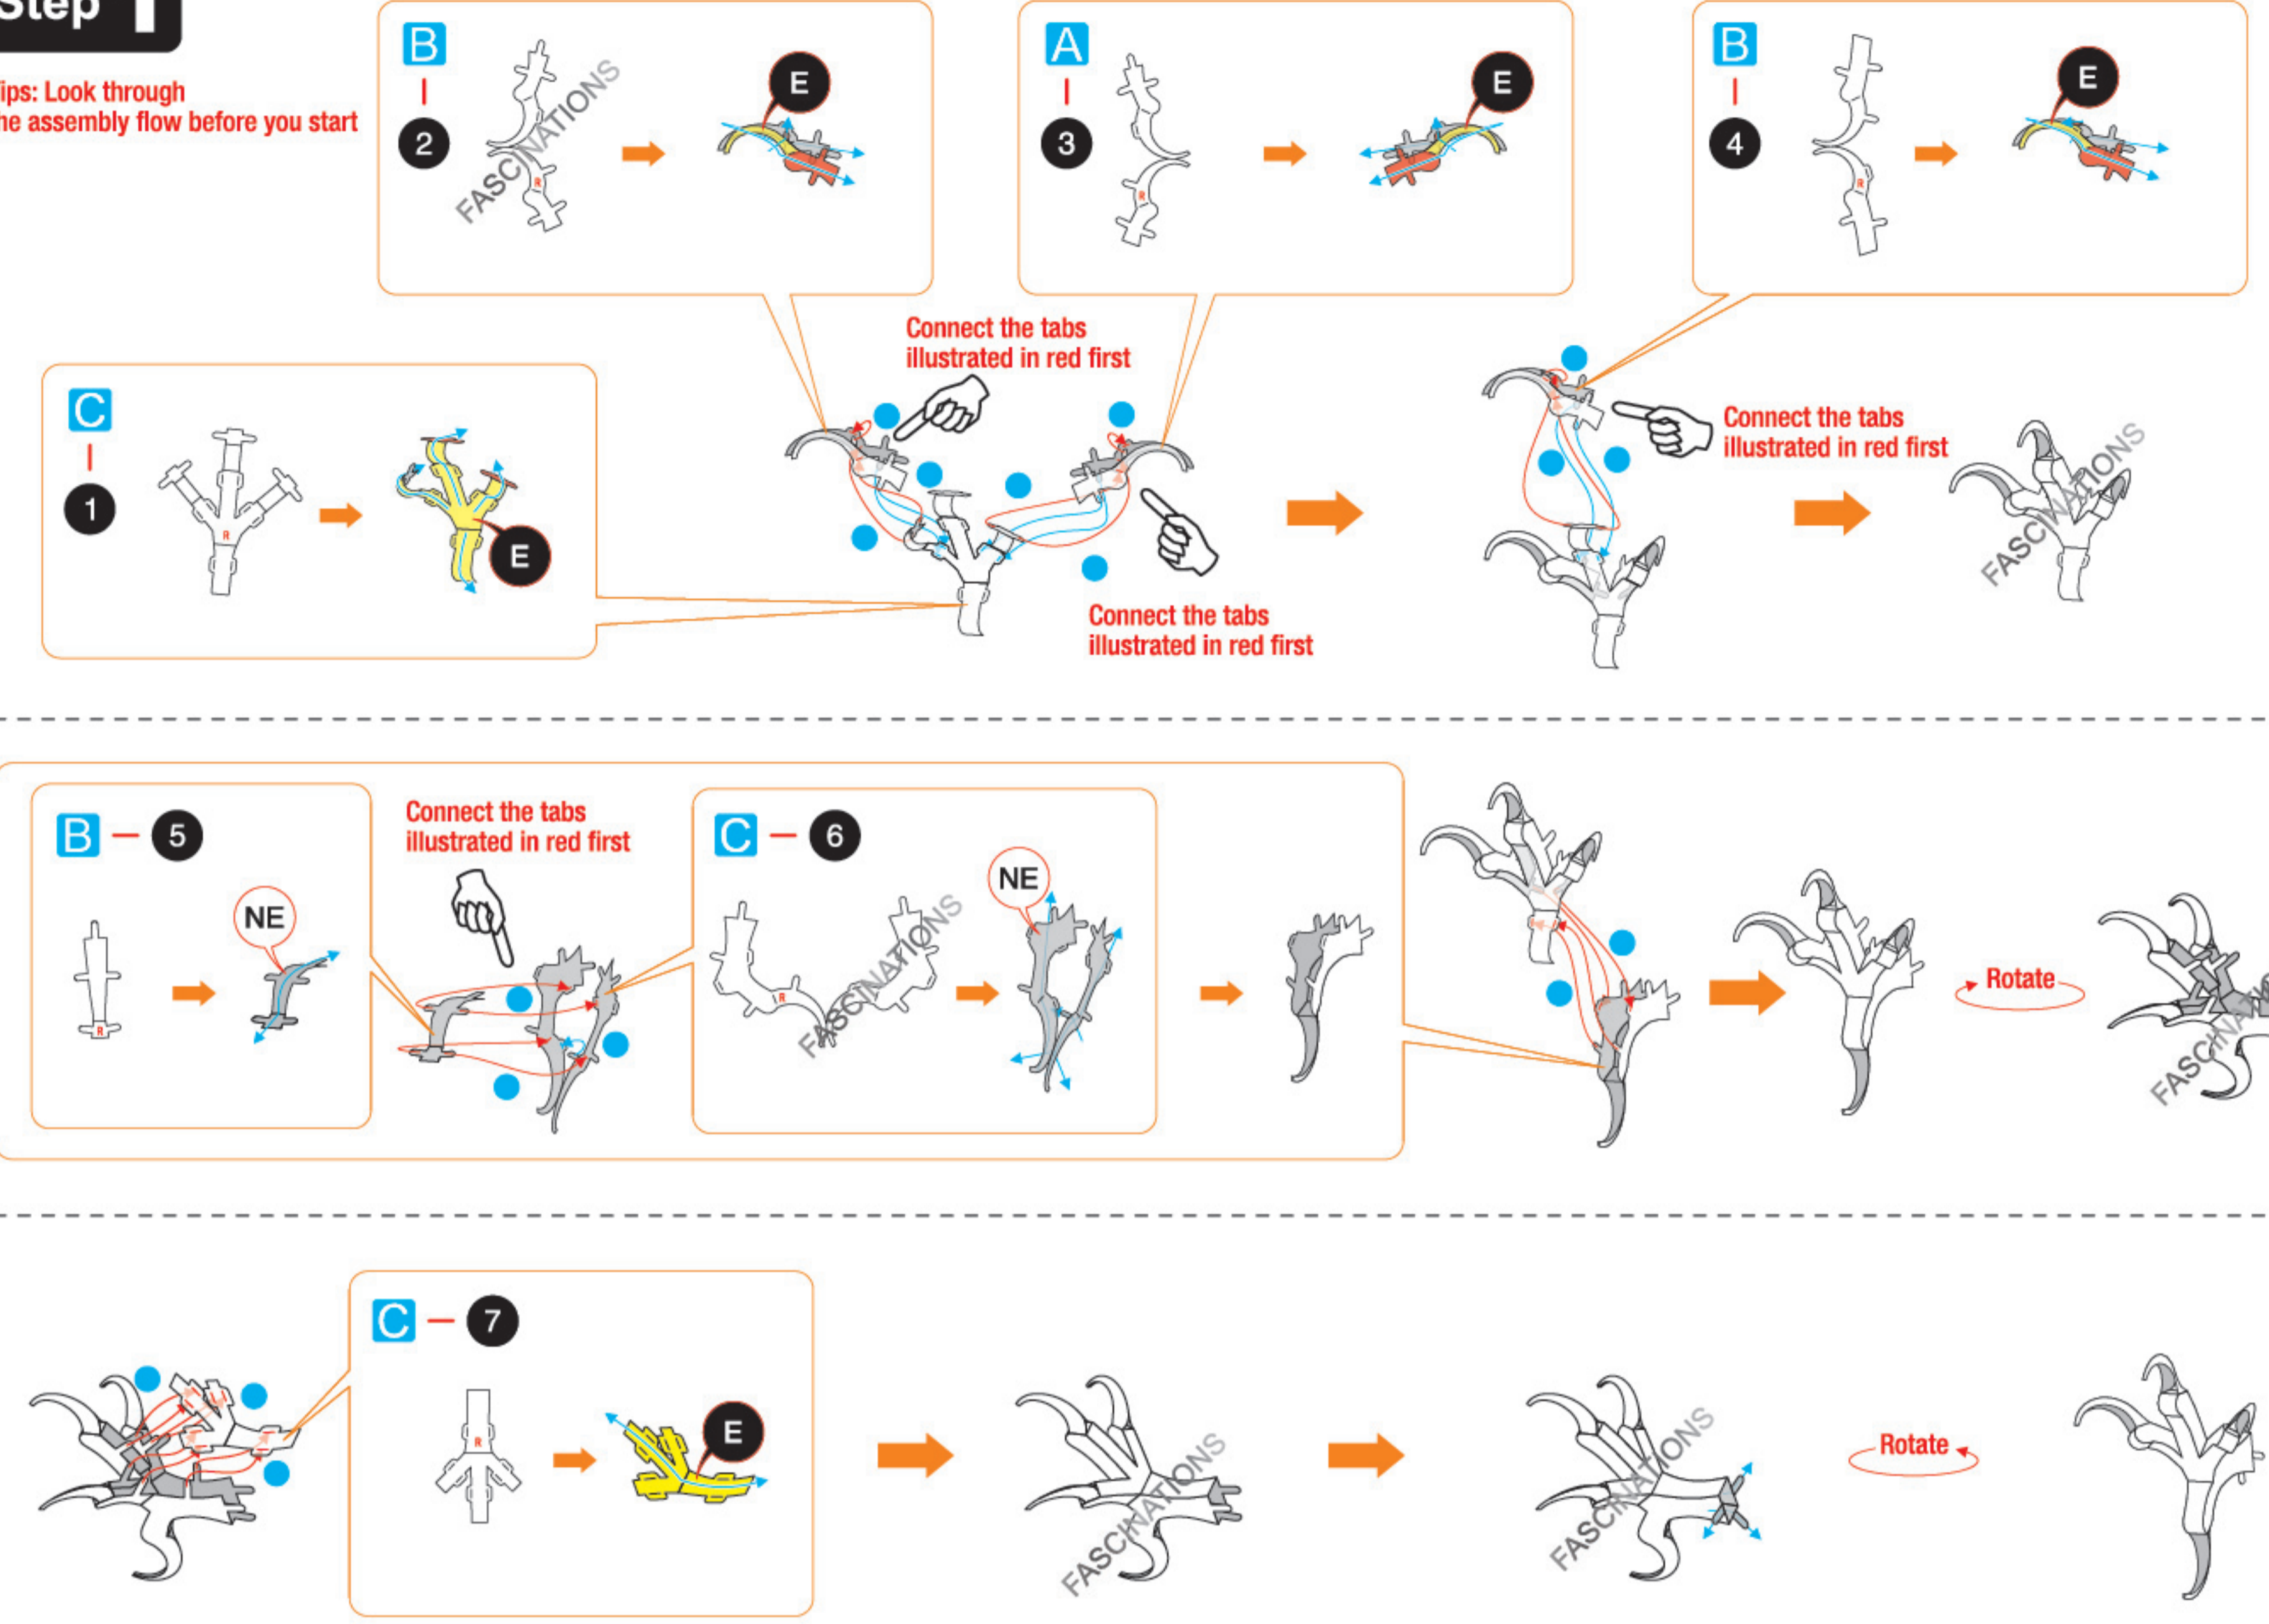 Step 1
ips: Look through
he assembly flow before you start
B
2
R
FASCINATIONS
E
A
3
R
E
B
4
R
E
Connect the tabs
illustrated in red first
C
1
R
E
Connect the tabs
illustrated in red first
Connect the tabs
illustrated in red first
FASCINATIONS
B – 5
R
NE
Connect the tabs
illustrated in red first
C – 6
R
FASCINATIONS
NE
Rotate
FASCINAT
C – 7
R
E
FASCINATIONS
FASCINATIONS
Rotate